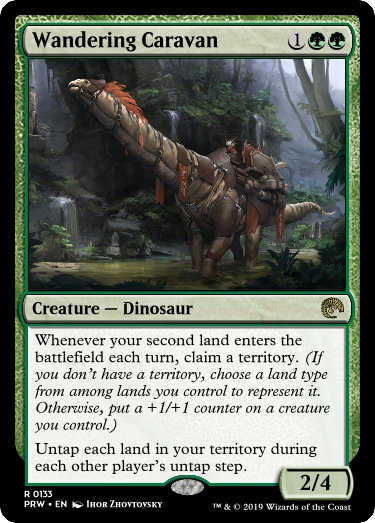 Wandering Caravan 1
Creature — Dinosaur
Whenever your second land enters the
battlefield each turn, claim a territory. (If
you don't have a territory, choose a land type
from among lands you control to represent it.
Otherwise, put a +1/+1 counter on a creature
you control.)
Untap each land in your territory during
each other player's untap step.
2/4
R 0133
PRW • EN Ihor Zhovtovsky
™ & © 2019 Wizards of the Coast